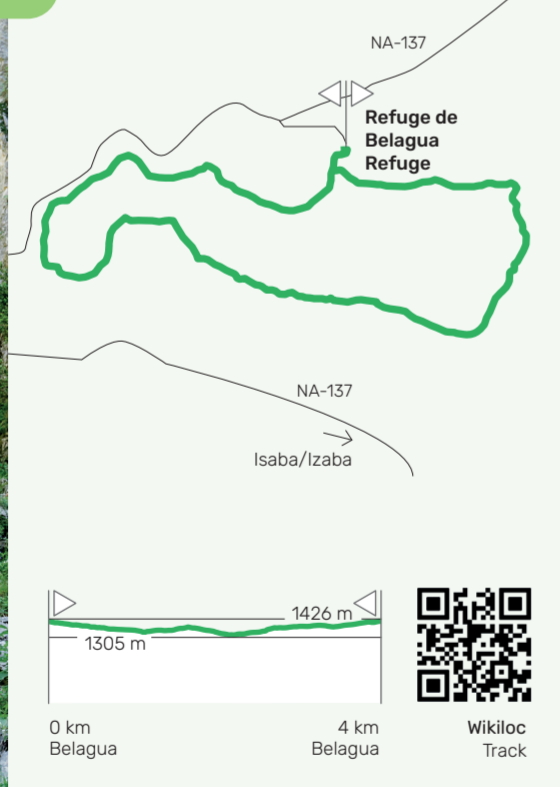 NA-137
Refuge de
Belagua
Refuge
NA-137
Isaba/Izaba
1426 m
1305 m
0 km
Belagua
4 km
Belagua
Wikiloc
Track